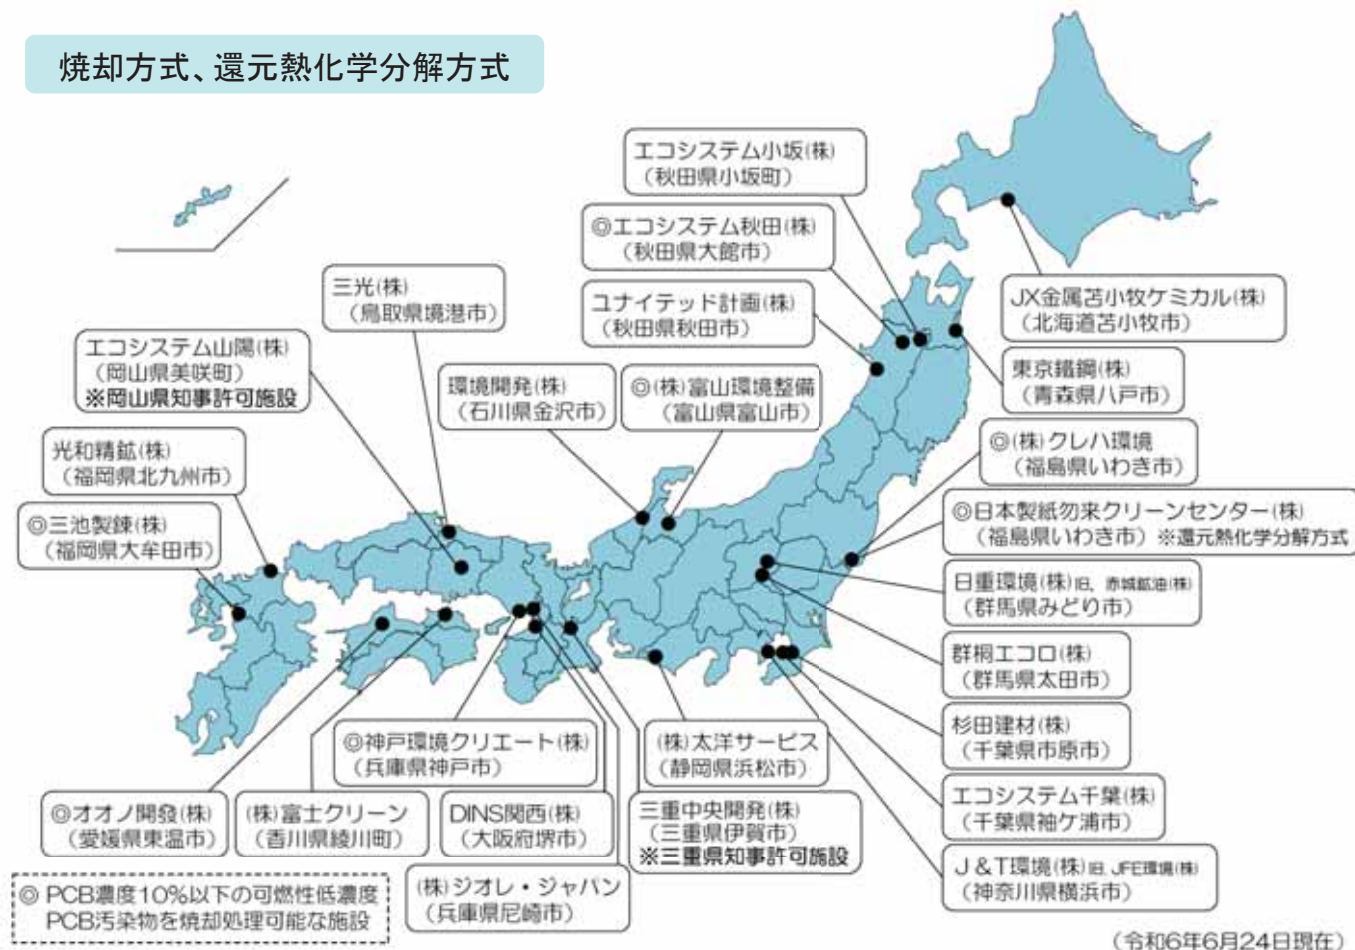 焼却方式、還元熱化学分解方式
エコシステム小坂(株)
(秋田県小坂町)
◎エコシステム秋田(株)
(秋田県大館市)
ユナイテッド計画(株)
(秋田県秋田市)
三光(株)
(鳥取県境港市)
エコシステム山陽(株)
(岡山県美咲町)
※岡山県知事許可施設
環境開発(株)
(石川県金沢市)
◎(株)富山環境整備
(富山県富山市)
光和精鉱(株)
(福岡県北九州市)
◎三池製錬(株)
(福岡県大牟田市)
JX金属苫小牧ケミカル(株)
(北海道苫小牧市)
東京鐵鋼(株)
(青森県八戸市)
◎(株)クレハ環境
(福島県いわき市)
◎日本製紙勿来クリーンセンター(株)
(福島県いわき市)※還元熱化学分解方式
日重環境(株)旧、赤城鉱油(株)
(群馬県みどり市)
群桐エコロ(株)
(群馬県太田市)
杉田建材(株)
(千葉県市原市)
エコシステム千葉(株)
(千葉県袖ケ浦市)
J&T環境(株)旧、JFE環境(株)
(神奈川県横浜市)
◎神戸環境クリエート(株)
(兵庫県神戸市)
(株)太洋サービス
(静岡県浜松市)
◎オオノ開發(株)
(愛媛県東温市)
(株)富士クリーン
(香川県綾川町)
DINS関西(株)
(大阪府堺市)
三重中央開発(株)
(三重県伊賀市)
※三重県知事許可施設
(株)ジオレ・ジャパン
(兵庫県尼崎市)
◎ PCB濃度10%以下の可燃性低濃度
PCB汚染物を焼却処理可能な施設
(令和6年6月24日現在)